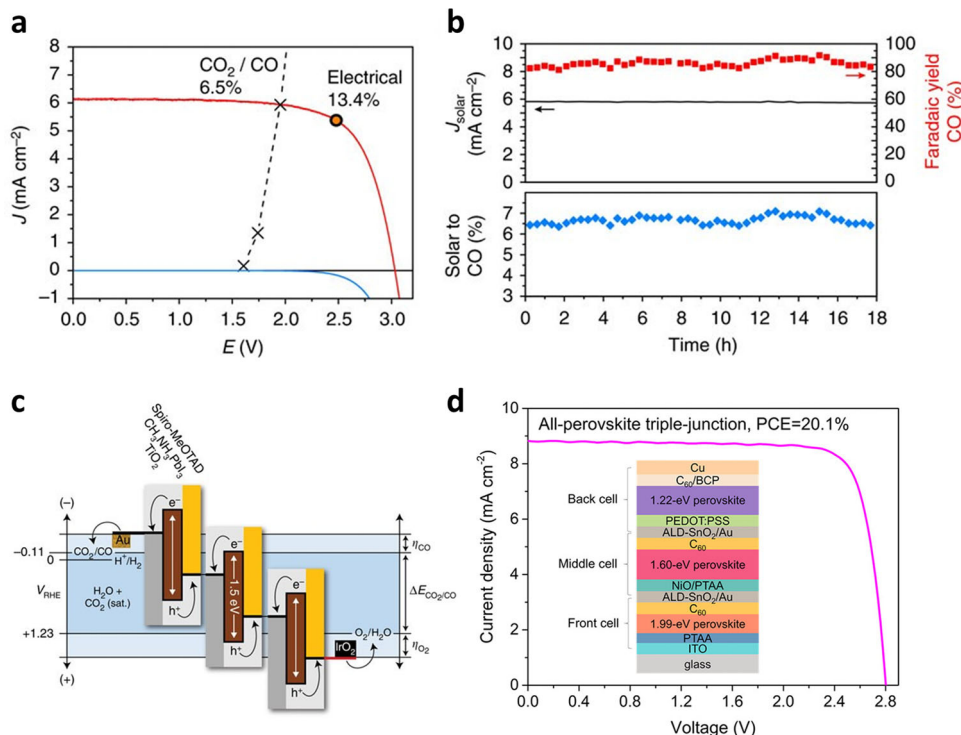 a
10
8
6
5
4
3
2
1
0
−1
J (mA cm⁻²)
CO₂ / CO
6.5%
Electrical
13.4%
0.0
0.5
1.0
1.5
2.0
2.5
3.0
E (V)
b
10
8
6
4
2
0
J solar
(mA cm⁻²)
100
80
60
40
20
0
Faradaic yield
CO (%)
7
6
5
4
3
Solar to
CO (%)
0
2
4
6
8
10
12
14
16
18
Time (h)
c
Spiro-MeOTAD
CH₃NH₃PbI₃
TiO₂
(−)
Au
e⁻
CO₂/CO
−0.11
0
H⁺/H₂
V RHE
H₂O +
CO₂ (sat.)
h⁺
e⁻
1.5 eV
h⁺
e⁻
h⁺
+1.23
O₂/H₂O
IrO₂
(+)
η CO
ΔE CO₂/CO
η O₂
d
10
8
6
4
2
0
Current density (mA cm⁻²)
All-perovskite triple-junction, PCE=20.1%
Cu
C₆₀/BCP
Back cell
1.22-eV perovskite
PEDOT:PSS
ALD-SnO₂/Au
C₆₀
Middle cell
1.60-eV perovskite
NiO/PTAA
ALD-SnO₂/Au
C₆₀
Front cell
1.99-eV perovskite
PTAA
ITO
glass
0.0
0.4
0.8
1.2
1.6
2.0
2.4
2.8
Voltage (V)